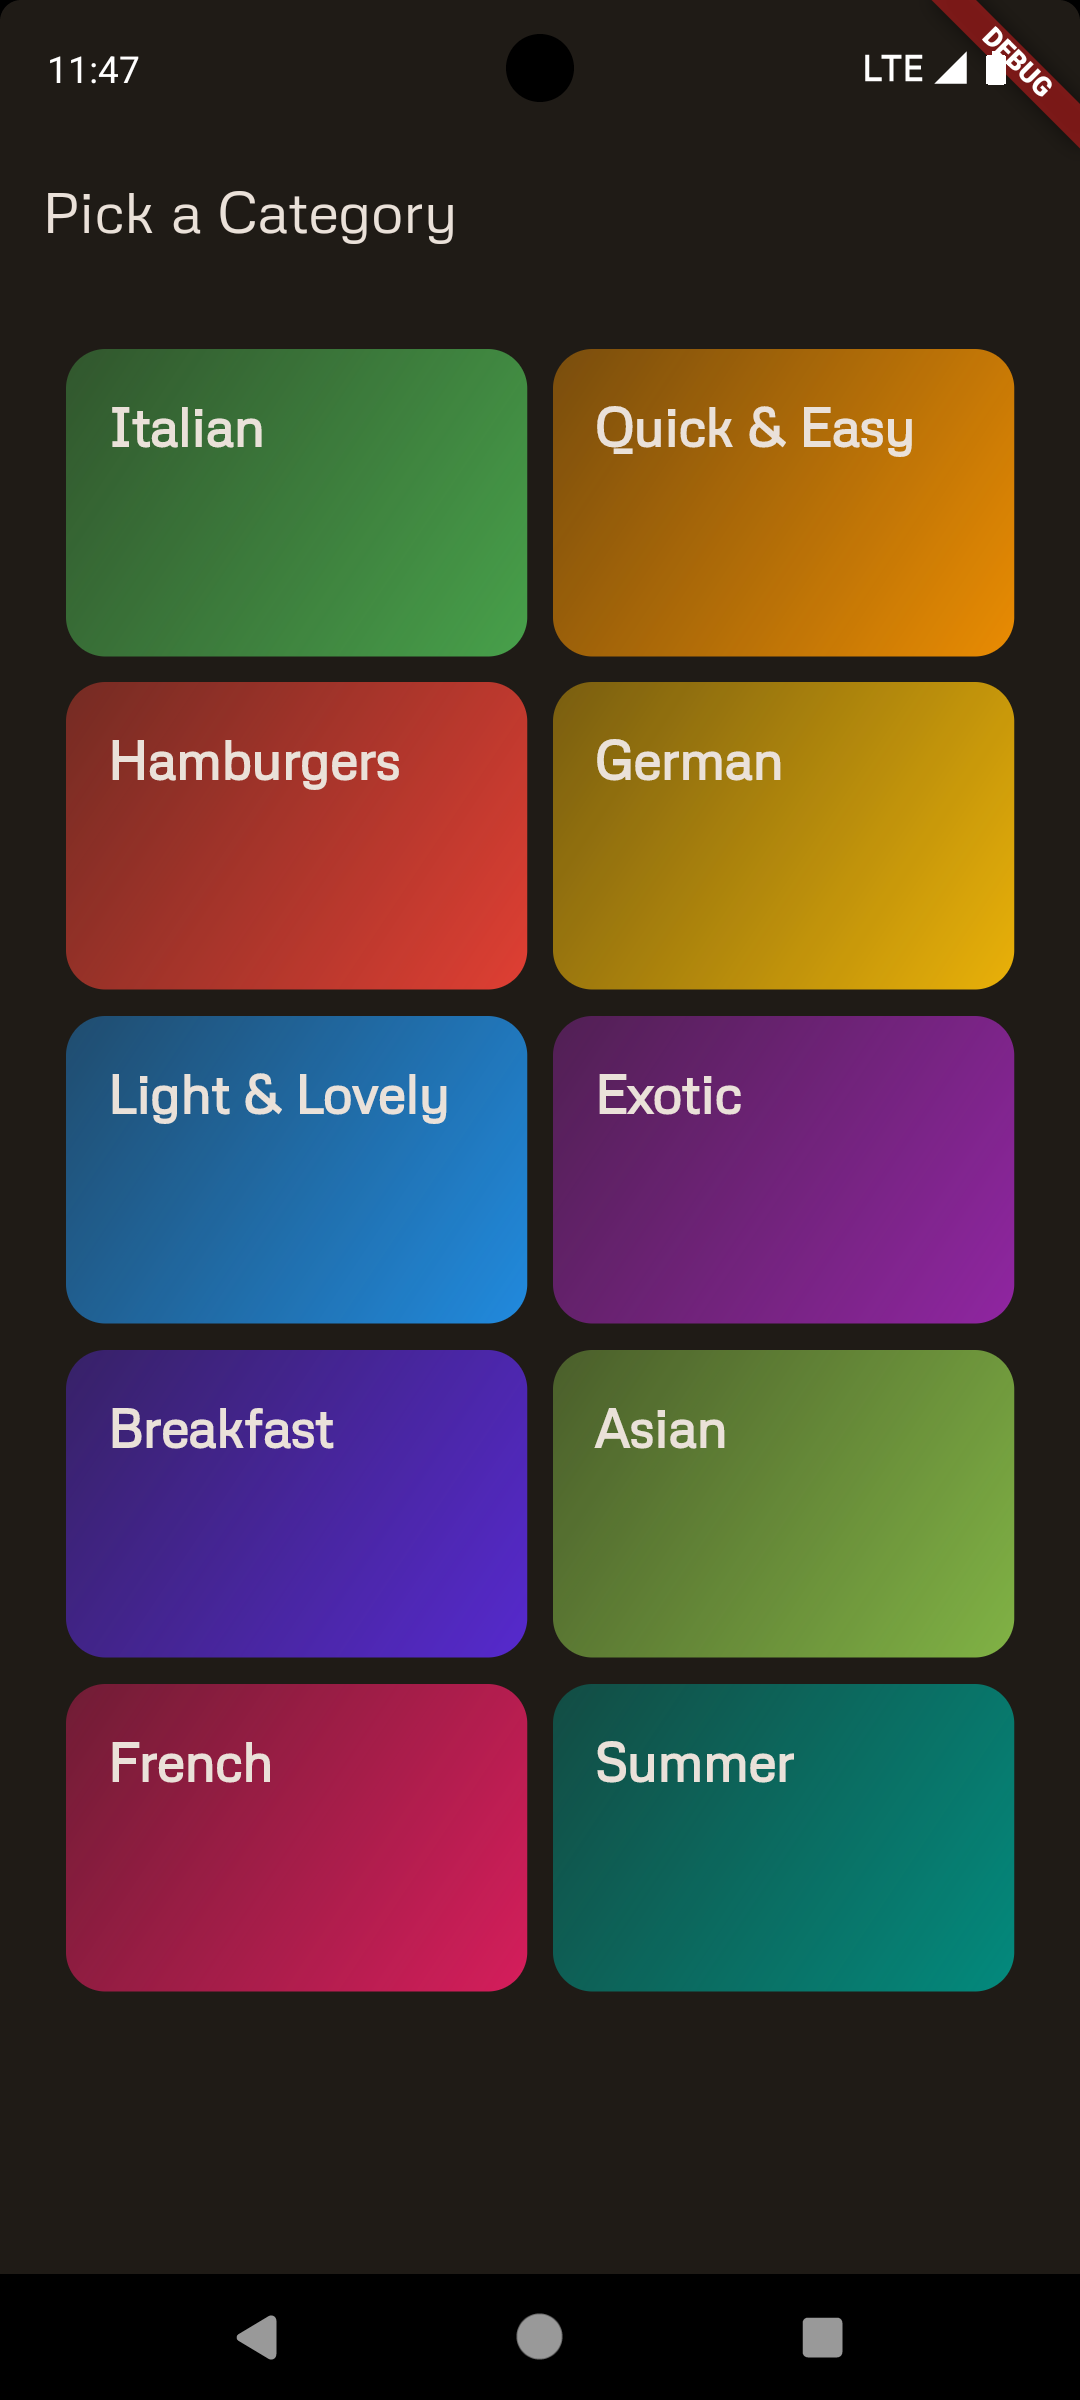 11:47
LTE
DEBUG
Pick a Category
Italian
Quick & Easy
Hamburgers
German
Light & Lovely
Exotic
Breakfast
Asian
French
Summer